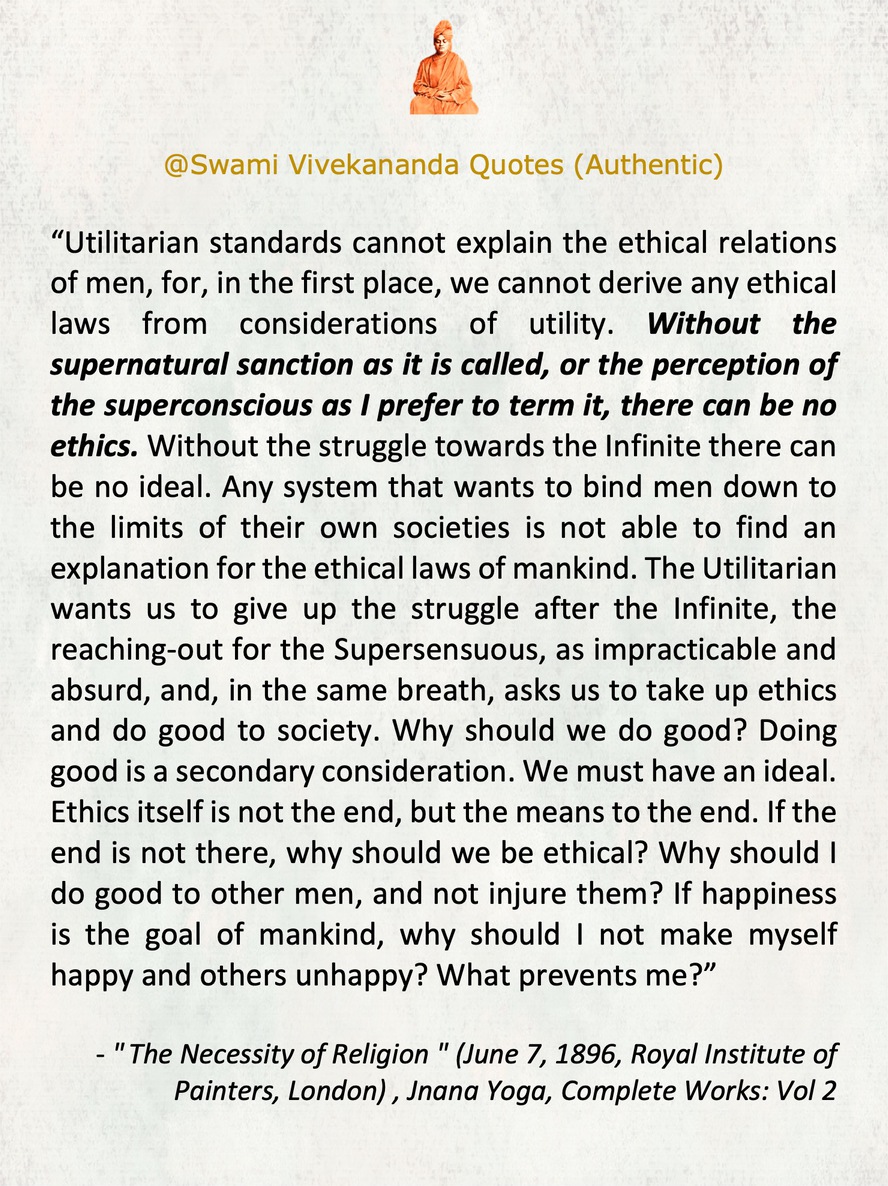 @Swami Vivekananda Quotes (Authentic)
“Utilitarian standards cannot explain the ethical relations
of men, for, in the first place, we cannot derive any ethical
laws from considerations of utility. Without the
supernatural sanction as it is called, or the perception of
the superconscious as I prefer to term it, there can be no
ethics. Without the struggle towards the Infinite there can
be no ideal. Any system that wants to bind men down to
the limits of their own societies is not able to find an
explanation for the ethical laws of mankind. The Utilitarian
wants us to give up the struggle after the Infinite, the
reaching-out for the Supersensuous, as impracticable and
absurd, and, in the same breath, asks us to take up ethics
and do good to society. Why should we do good? Doing
good is a secondary consideration. We must have an ideal.
Ethics itself is not the end, but the means to the end. If the
end is not there, why should we be ethical? Why should I
do good to other men, and not injure them? If happiness
is the goal of mankind, why should I not make myself
happy and others unhappy? What prevents me?”
- "The Necessity of Religion " (June 7, 1896, Royal Institute of
Painters, London) , Jnana Yoga, Complete Works: Vol 2